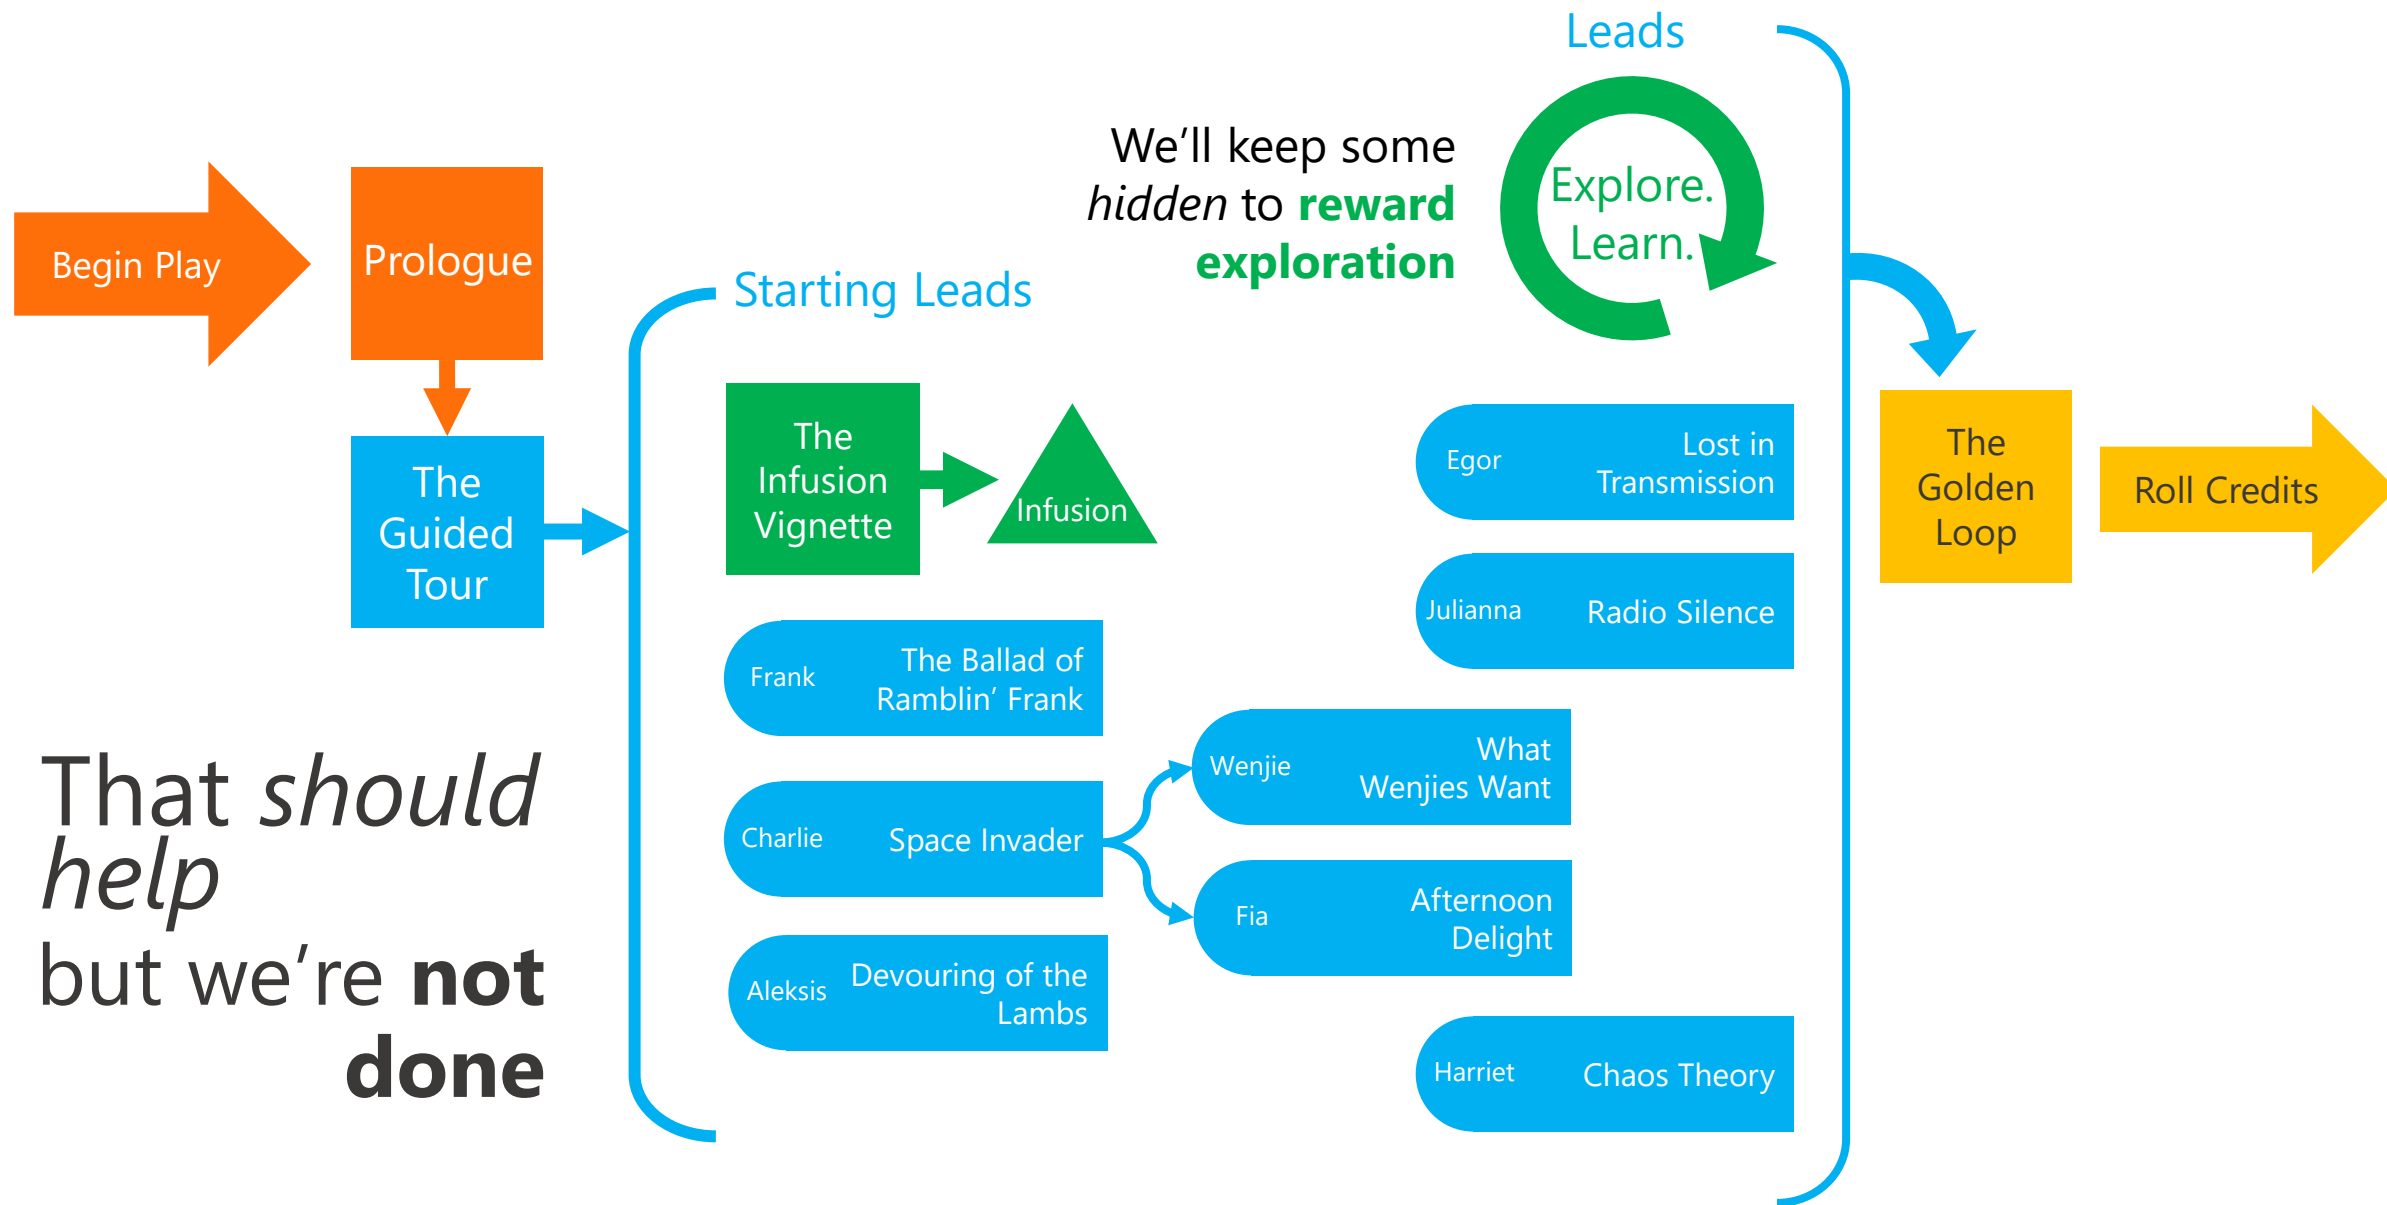 Begin Play
Prologue
The
Guided
Tour
That should
help
but we’re not
done
Starting Leads
The
Infusion
Vignette
Infusion
Frank
The Ballad of
Ramblin’ Frank
Charlie
Space Invader
Aleksis
Devouring of the
Lambs
Wenjie
What
Wenjies Want
Fia
Afternoon
Delight
Leads
We’ll keep some
hidden to reward
exploration
Explore.
Learn.
Egor
Lost in
Transmission
Julianna
Radio Silence
Harriet
Chaos Theory
The
Golden
Loop
Roll Credits